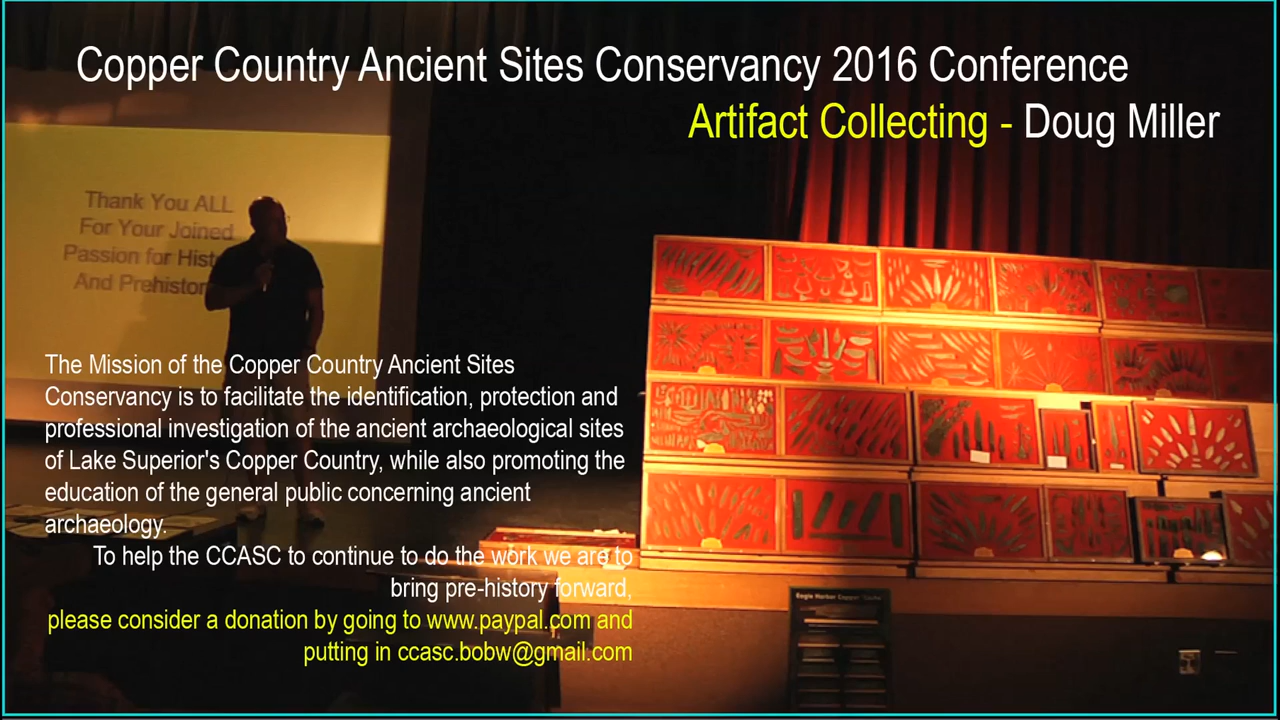 Copper Country Ancient Sites Conservancy 2016 Conference
Artifact Collecting - Doug Miller
Thank You ALL
For Your Joined
Passion for Hist
And Prehistor
The Mission of the Copper Country Ancient Sites
Conservancy is to facilitate the identification, protection and
professional investigation of the ancient archaeological sites
of Lake Superior's Copper Country, while also promoting the
education of the general public concerning ancient
archaeology.
To help the CCASC to continue to do the work we are to
bring pre-history forward,
please consider a donation by going to www.paypal.com and
putting in ccasc.bobw@gmail.com
Eagle Harbor Copper "Cache"